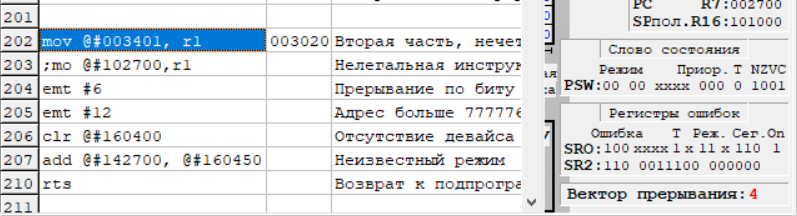 201
202 mov @#003401, r1 003020 Вторая часть, нечет
203 ;mo @#102700,r1 Нелегальная инструк
204 emt #6 Прерывание по биту
205 emt #12 Адрес больше 777776
206 clr @#160400 Отсутствие девайса
207 add @#142700, @#160450 Неизвестный режим
210 rts Возврат к подпрогра
211
PC R7:002700
SPпол.R16:101000
Слово состояния
Режим Приор. T NZVC
PSW:00 00 xxxx 000 0 1001
Регистры ошибок
Ошибка T Реж. Сег.Оп
SR0:100 xxxx 1 x 11 x 110 1
SR2:110 0011100 000000
Вектор прерывания:4